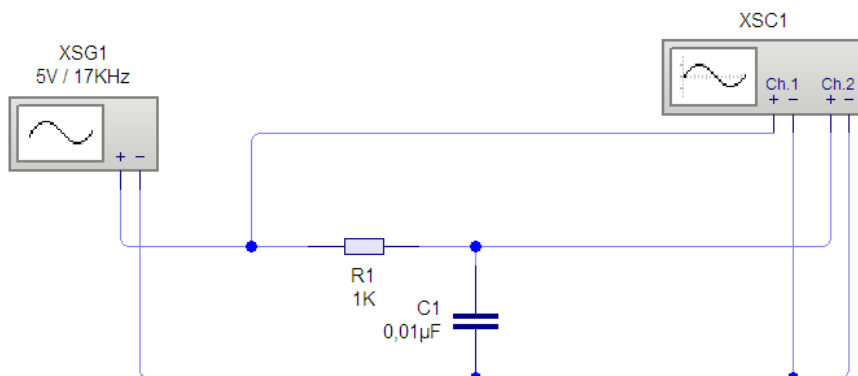 XSC1
XSG1
5V / 17KHz
Ch.1 Ch.2
+ − + −
+ −
R1
1K
C1
0,01µF